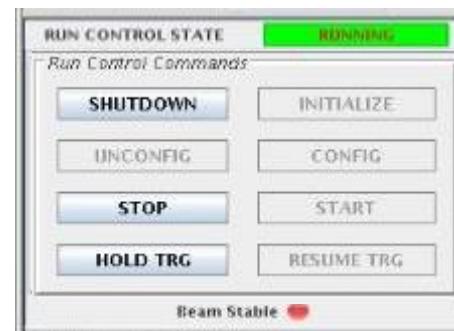 RUN CONTROL STATE RUNNING
Run Control Commands
SHUTDOWN INITIALIZE
UNCONFIG CONFIG
STOP START
HOLD TRG RESUME TRG
Beam Stable